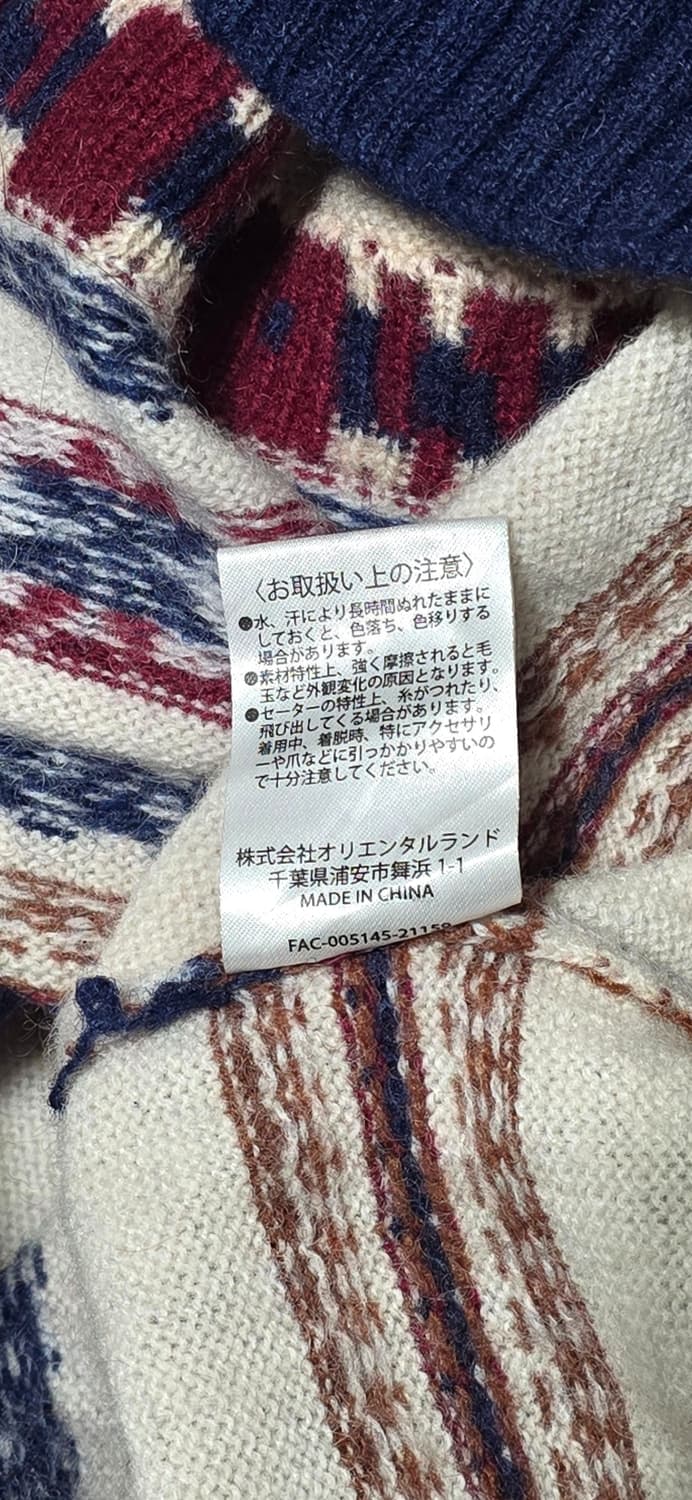 〈お取扱い上の注意〉
●水、汗により長時間ぬれたままに
しておくと、色落ち、色移りする
場合があります。
●素材特性上、強く摩擦されると毛
玉など外観変化の原因となります。
●セーターの特性上、糸がつれたり、
飛び出してくる場合があります。
着用中、着脱時、特にアクセサリ
ーや爪などに引っかかりやすいの
で十分注意してください。
株式会社オリエンタルランド
千葉県浦安市舞浜 1-1
MADE IN CHINA
FAC-005145-21159